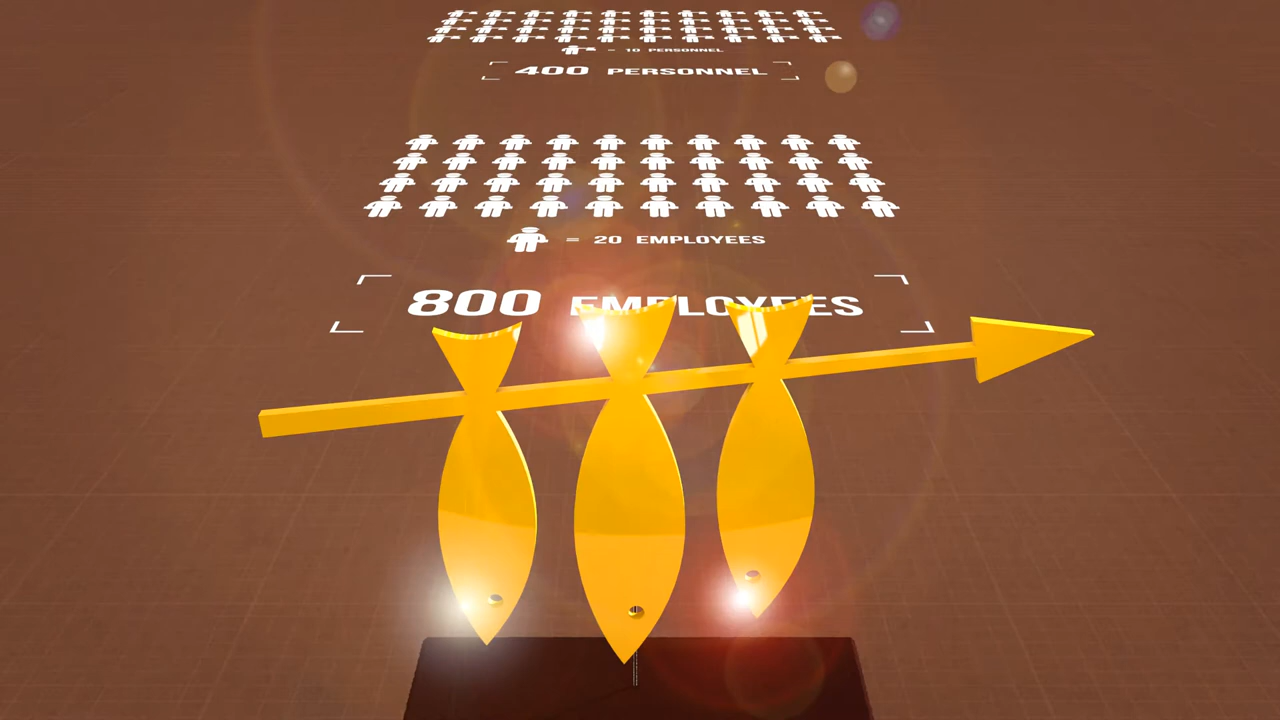 = 10 PERSONNEL
400 PERSONNEL
= 20 EMPLOYEES
800 EMPLOYEES